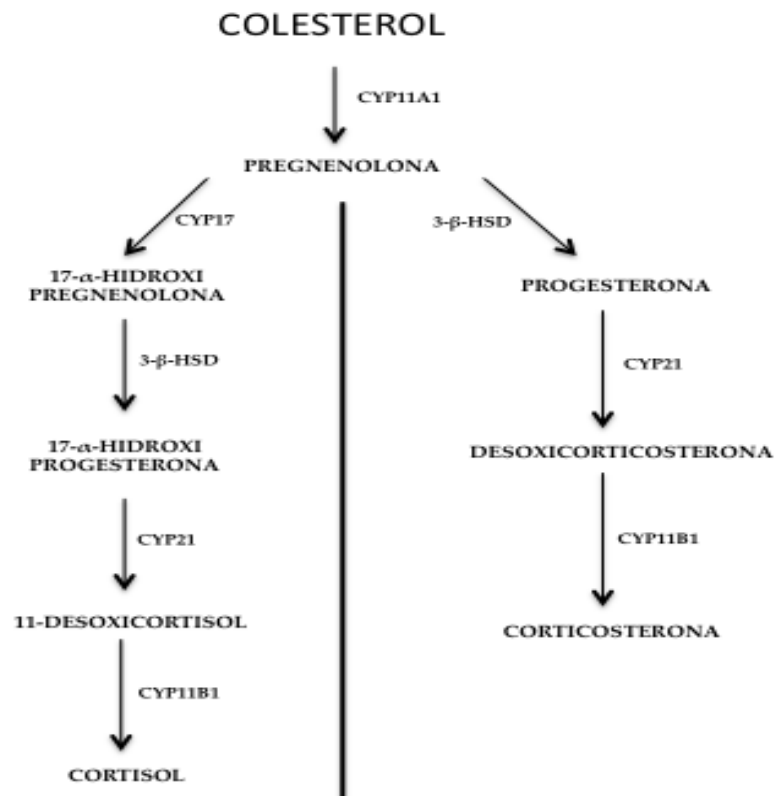 COLESTEROL
CYP11A1
PREGNENOLONA
CYP17
3-β-HSD
17-α-HIDROXI
PREGNENOLONA
PROGESTERONA
3-β-HSD
CYP21
17-α-HIDROXI
PROGESTERONA
DESOXICORTICOSTERONA
CYP21
CYP11B1
11-DESOXICORTISOL
CORTICOSTERONA
CYP11B1
CORTISOL